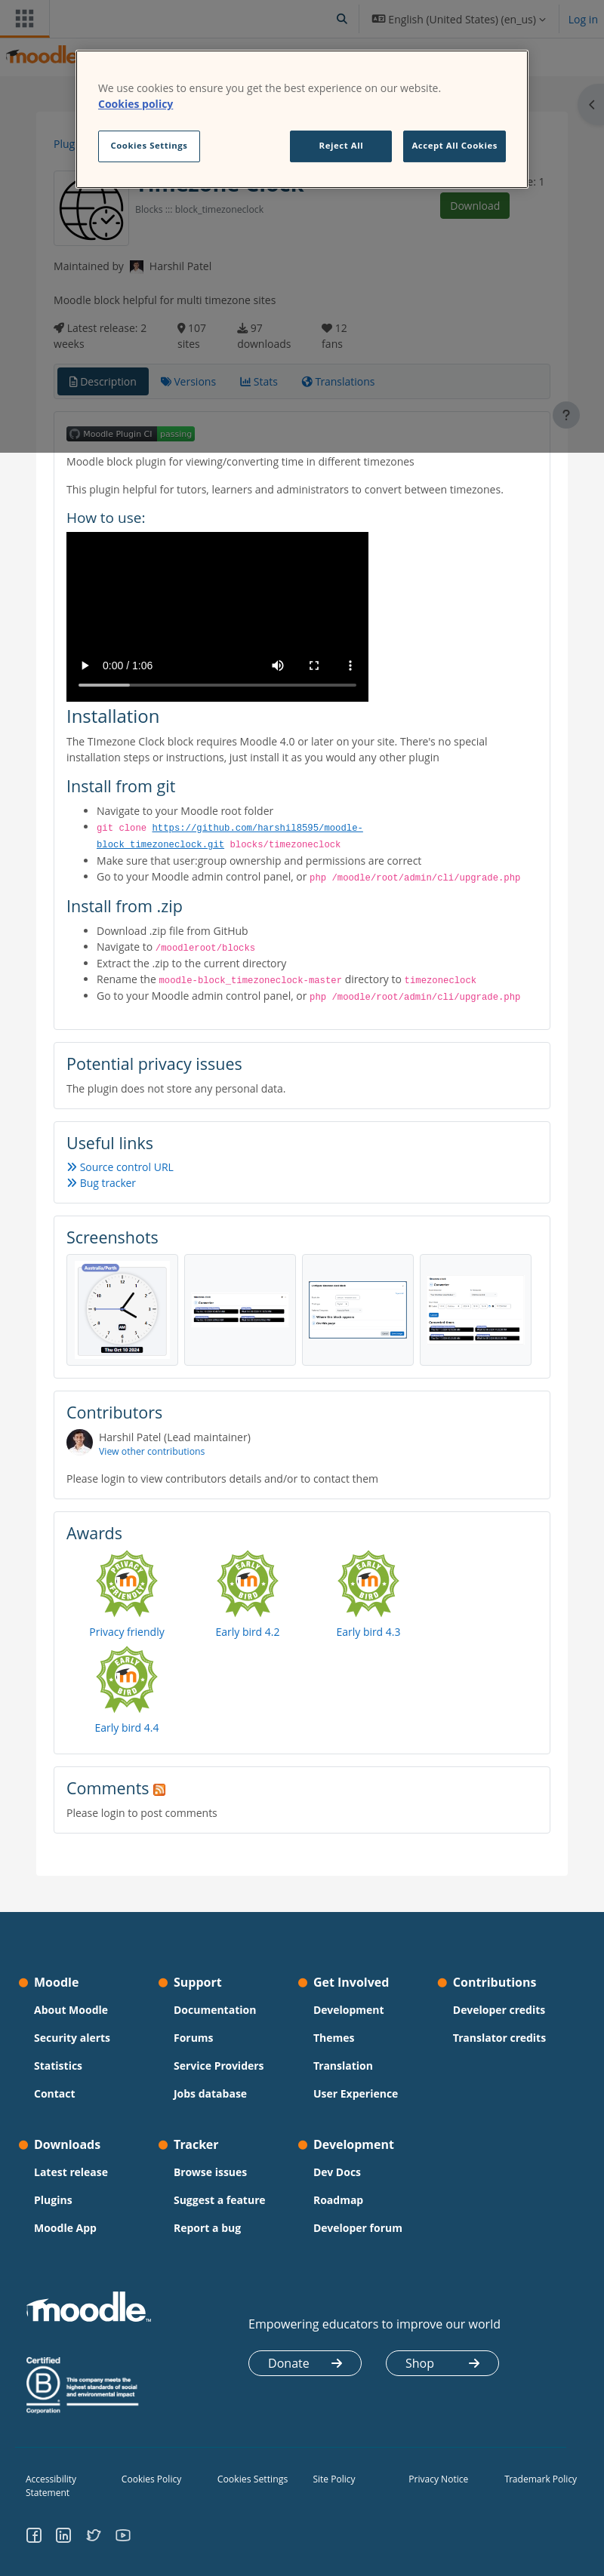 English (United States) (en_us)
Log in
moodle
We use cookies to ensure you get the best experience on our website.
Cookies policy
Cookies Settings
Reject All
Accept All Cookies
Plug
: 1
Blocks ::: block_timezoneclock
Download
Maintained by Harshil Patel
Moodle block helpful for multi timezone sites
Latest release: 2 weeks
107 sites
97 downloads
12 fans
Description
Versions
Stats
Translations
Moodle Plugin CI passing
Moodle block plugin for viewing/converting time in different timezones
This plugin helpful for tutors, learners and administrators to convert between timezones.
How to use:
0:00 / 1:06
Installation
The TImezone Clock block requires Moodle 4.0 or later on your site. There's no special
installation steps or instructions, just install it as you would any other plugin
Install from git
Navigate to your Moodle root folder
git clone https://github.com/harshil8595/moodle-
block_timezoneclock.git blocks/timezoneclock
Make sure that user:group ownership and permissions are correct
Go to your Moodle admin control panel, or php /moodle/root/admin/cli/upgrade.php
Install from .zip
Download .zip file from GitHub
Navigate to /moodleroot/blocks
Extract the .zip to the current directory
Rename the moodle-block_timezoneclock-master directory to timezoneclock
Go to your Moodle admin control panel, or php /moodle/root/admin/cli/upgrade.php
Potential privacy issues
The plugin does not store any personal data.
Useful links
Source control URL
Bug tracker
Screenshots
Australia/Perth
AM
Thu Oct 10 2024
Contributors
Harshil Patel (Lead maintainer)
View other contributions
Please login to view contributors details and/or to contact them
Awards
PRIVACY FRIENDLY
EARLY BIRD
EARLY BIRD
Privacy friendly
Early bird 4.2
Early bird 4.3
EARLY BIRD
Early bird 4.4
Comments
Please login to post comments
Moodle
About Moodle
Security alerts
Statistics
Contact
Support
Documentation
Forums
Service Providers
Jobs database
Get Involved
Development
Themes
Translation
User Experience
Contributions
Developer credits
Translator credits
Downloads
Latest release
Plugins
Moodle App
Tracker
Browse issues
Suggest a feature
Report a bug
Development
Dev Docs
Roadmap
Developer forum
moodle
Empowering educators to improve our world
Donate
Shop
Certified
B
Corporation
This company meets the
highest standards of social
and environmental impact
Accessibility Statement
Cookies Policy
Cookies Settings
Site Policy
Privacy Notice
Trademark Policy